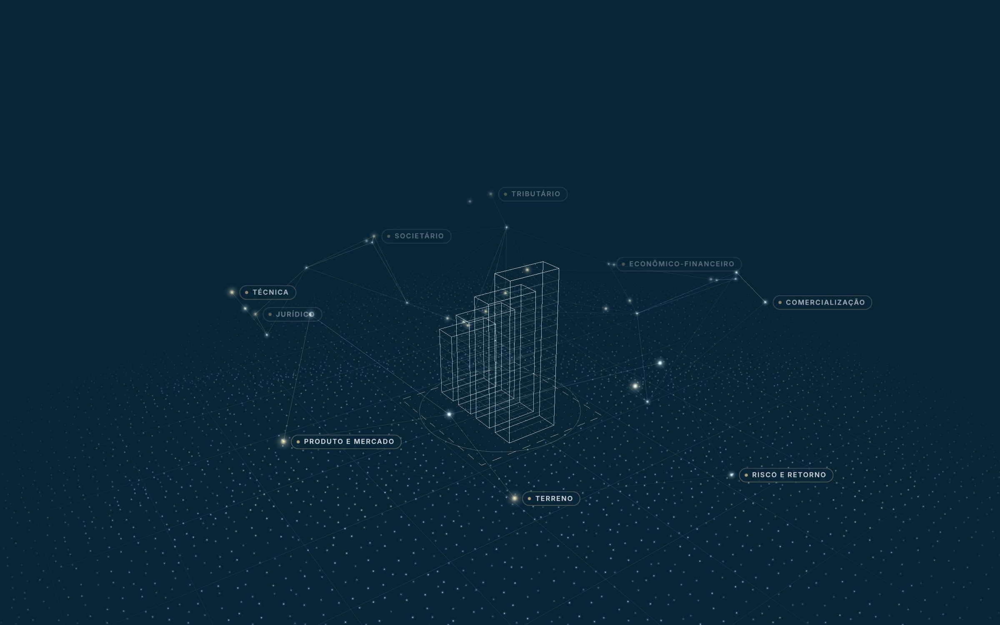 TRIBUTÁRIO
SOCIETÁRIO
ECONÔMICO-FINANCEIRO
TÉCNICA
COMERCIALIZAÇÃO
JURÍDICO
PRODUTO E MERCADO
RISCO E RETORNO
TERRENO